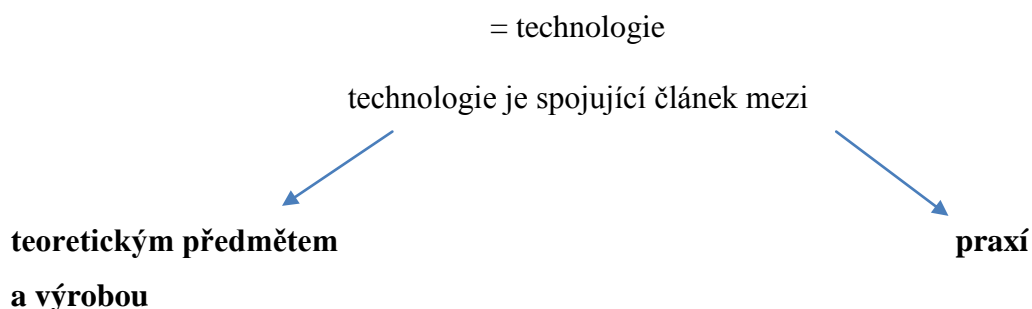 = technologie
technologie je spojující článek mezi
teoretickým předmětem
praxí
a výrobou